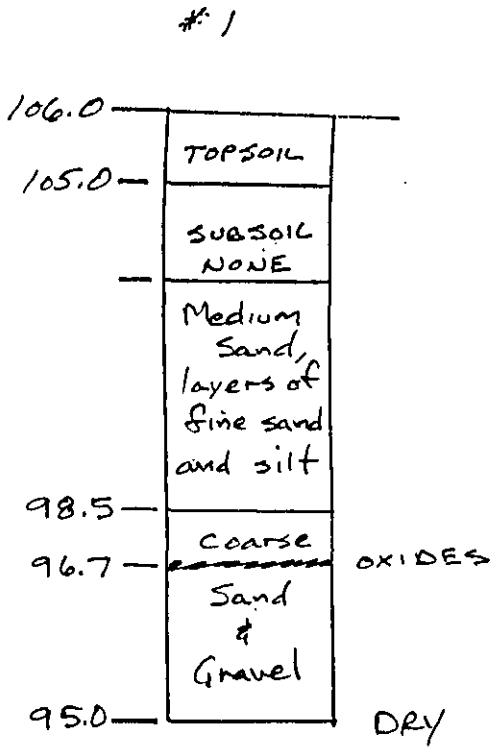 # 1
106.0
TOPSOIL
105.0
SUBSOIL
NONE
Medium
Sand,
layers of
fine sand
and silt
98.5
Coarse
96.7
OXIDES
Sand
&
Gravel
95.0
DRY